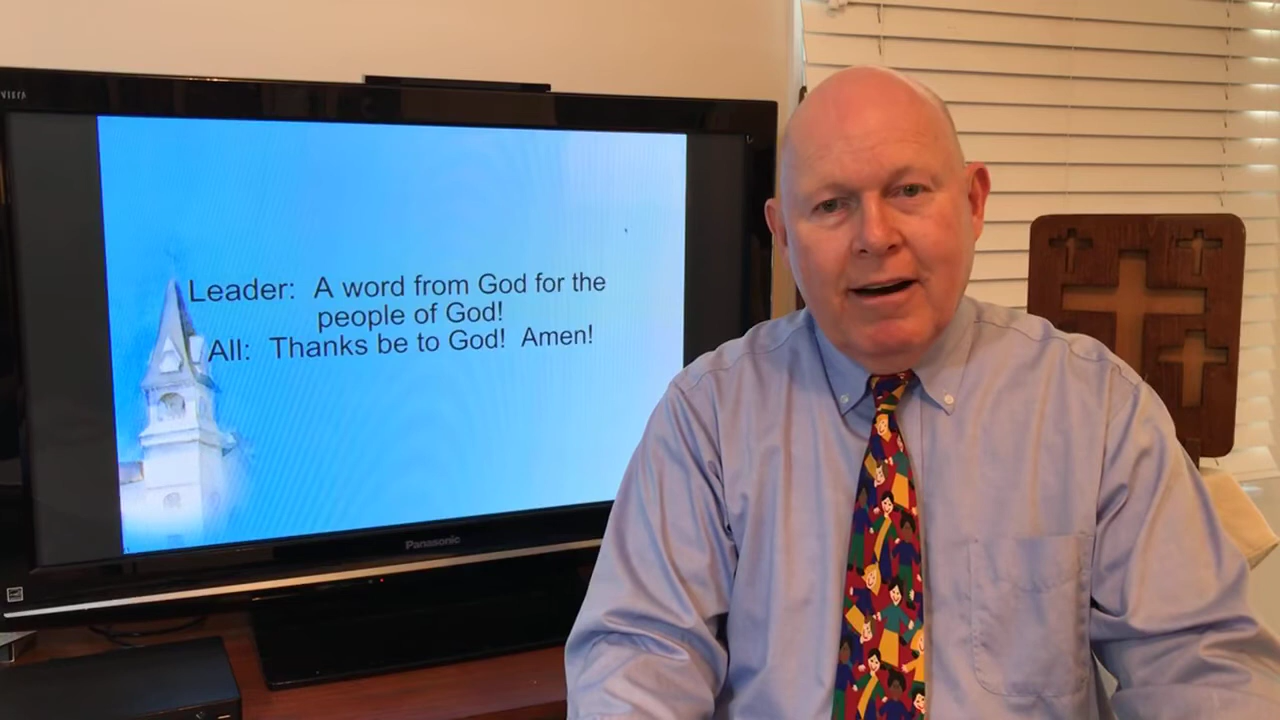 Leader:  A word from God for the
people of God!
All:  Thanks be to God!  Amen!
Panasonic